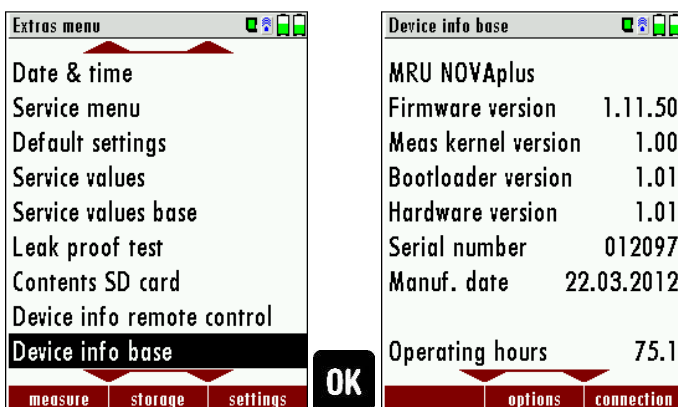 Extras menu
Date & time
Service menu
Default settings
Service values
Service values base
Leak proof test
Contents SD card
Device info remote control
Device info base
measure storage settings
OK
Device info base
MRU NOVAplus
Firmware version 1.11.50
Meas kernel version 1.00
Bootloader version 1.01
Hardware version 1.01
Serial number 012097
Manuf. date 22.03.2012
Operating hours 75.1
options connection